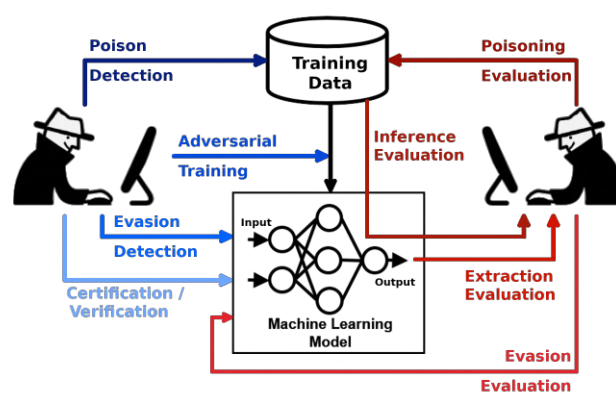 Poison
Detection
Training
Data
Poisoning
Evaluation
Adversarial
Training
Inference
Evaluation
Evasion
Detection
Input
Output
Certification /
Verification
Extraction
Evaluation
Machine Learning
Model
Evasion
Evaluation